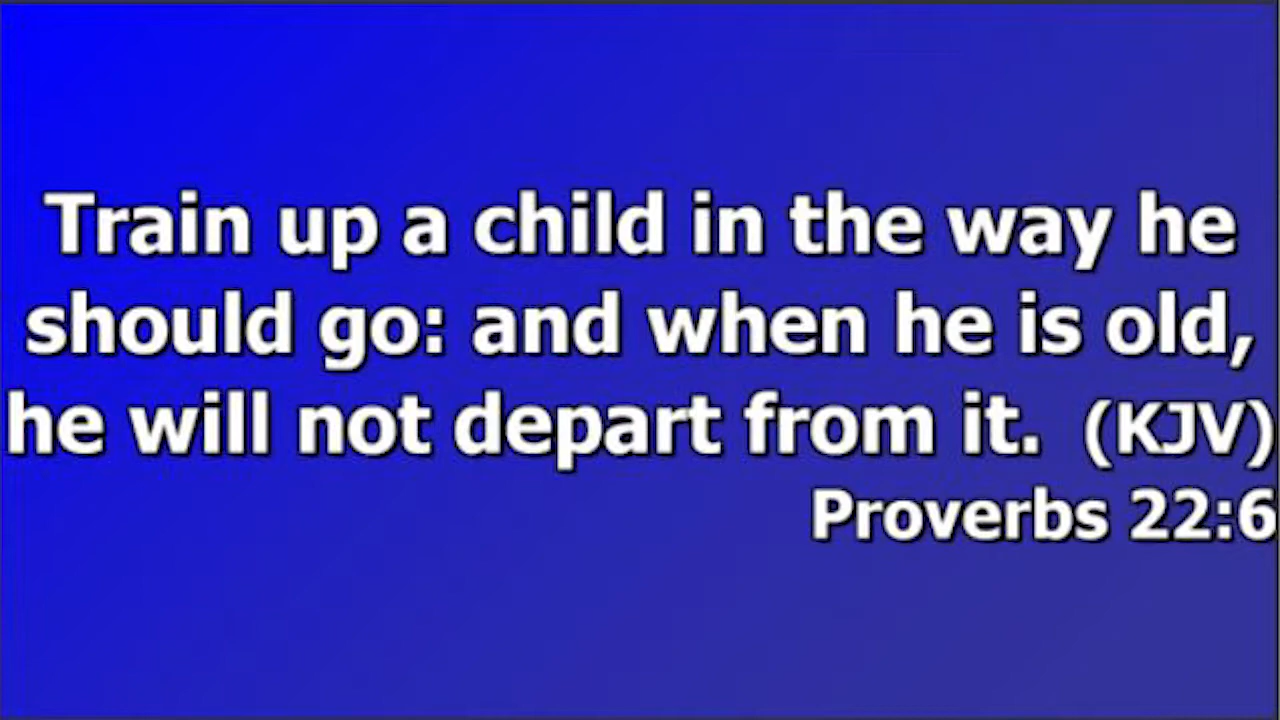 Train up a child in the way he
should go: and when he is old,
he will not depart from it. (KJV)
Proverbs 22:6